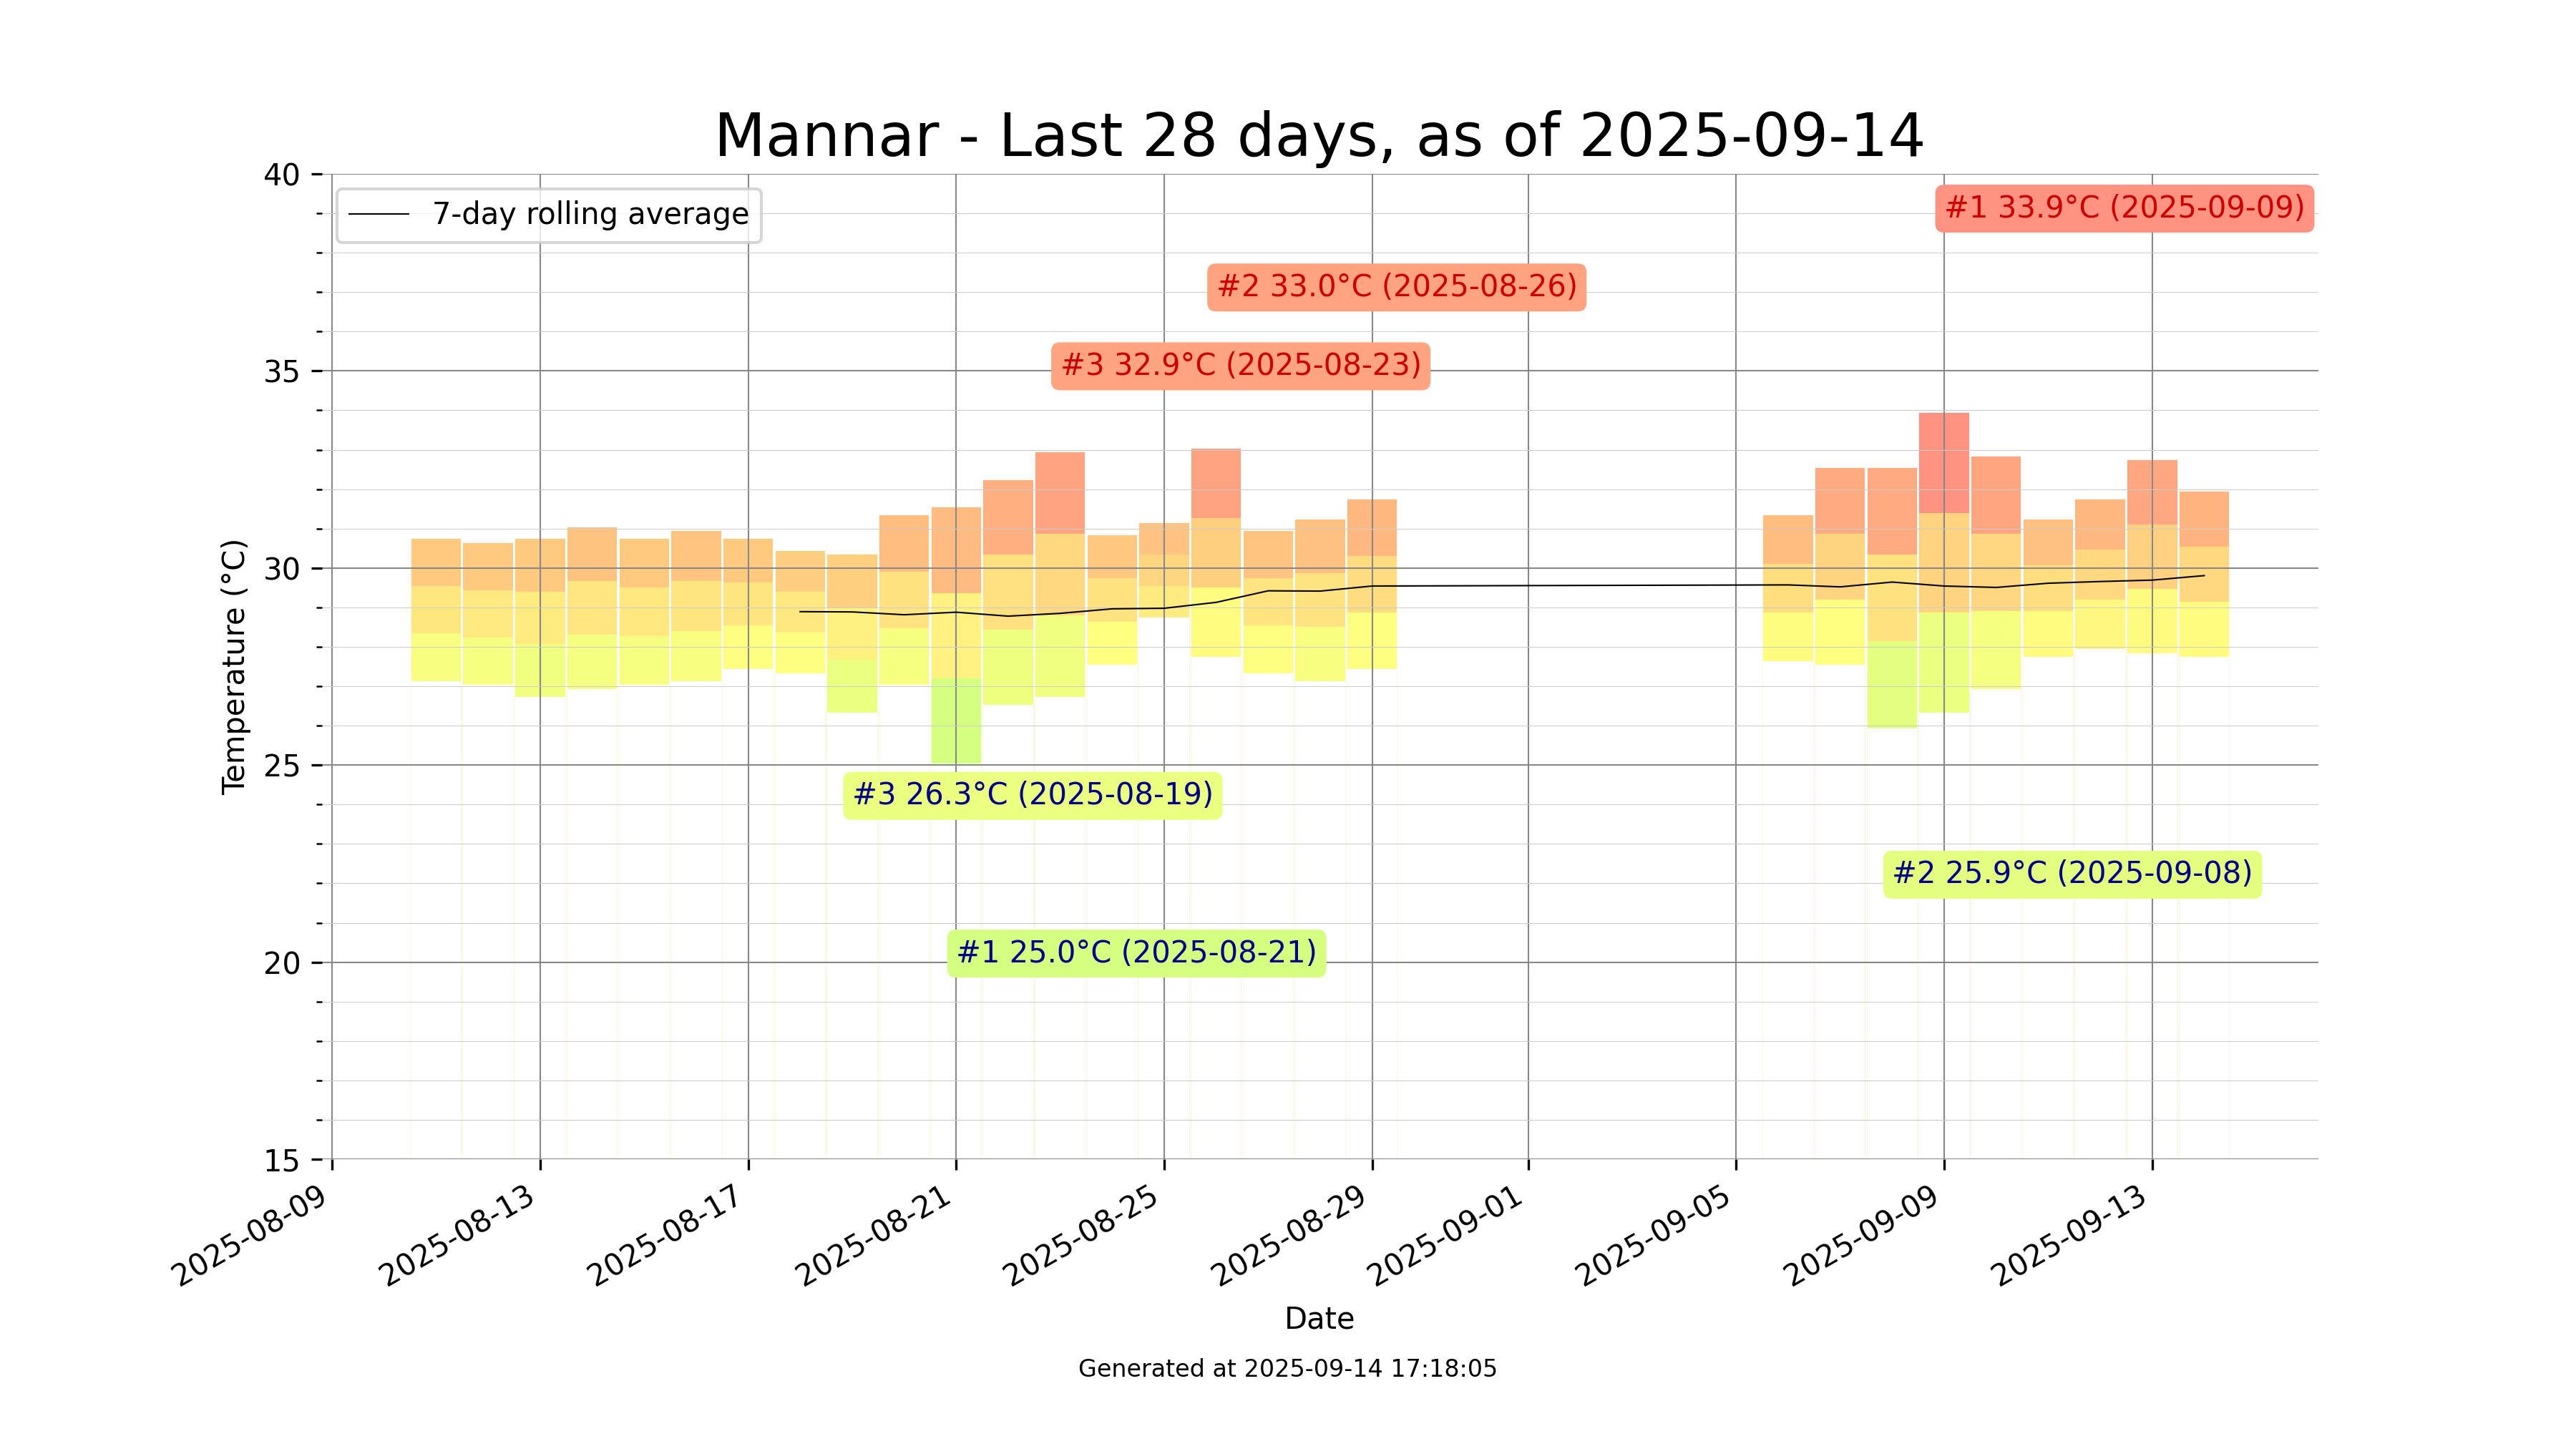 Mannar - Last 28 days, as of 2025-09-14
40
7-day rolling average
#1 33.9°C (2025-09-09)
#2 33.0°C (2025-08-26)
#3 32.9°C (2025-08-23)
35
30
Temperature (°C)
25
#3 26.3°C (2025-08-19)
#2 25.9°C (2025-09-08)
#1 25.0°C (2025-08-21)
20
15
2025-08-09
2025-08-13
2025-08-17
2025-08-21
2025-08-25
2025-08-29
2025-09-01
2025-09-05
2025-09-09
2025-09-13
Date
Generated at 2025-09-14 17:18:05